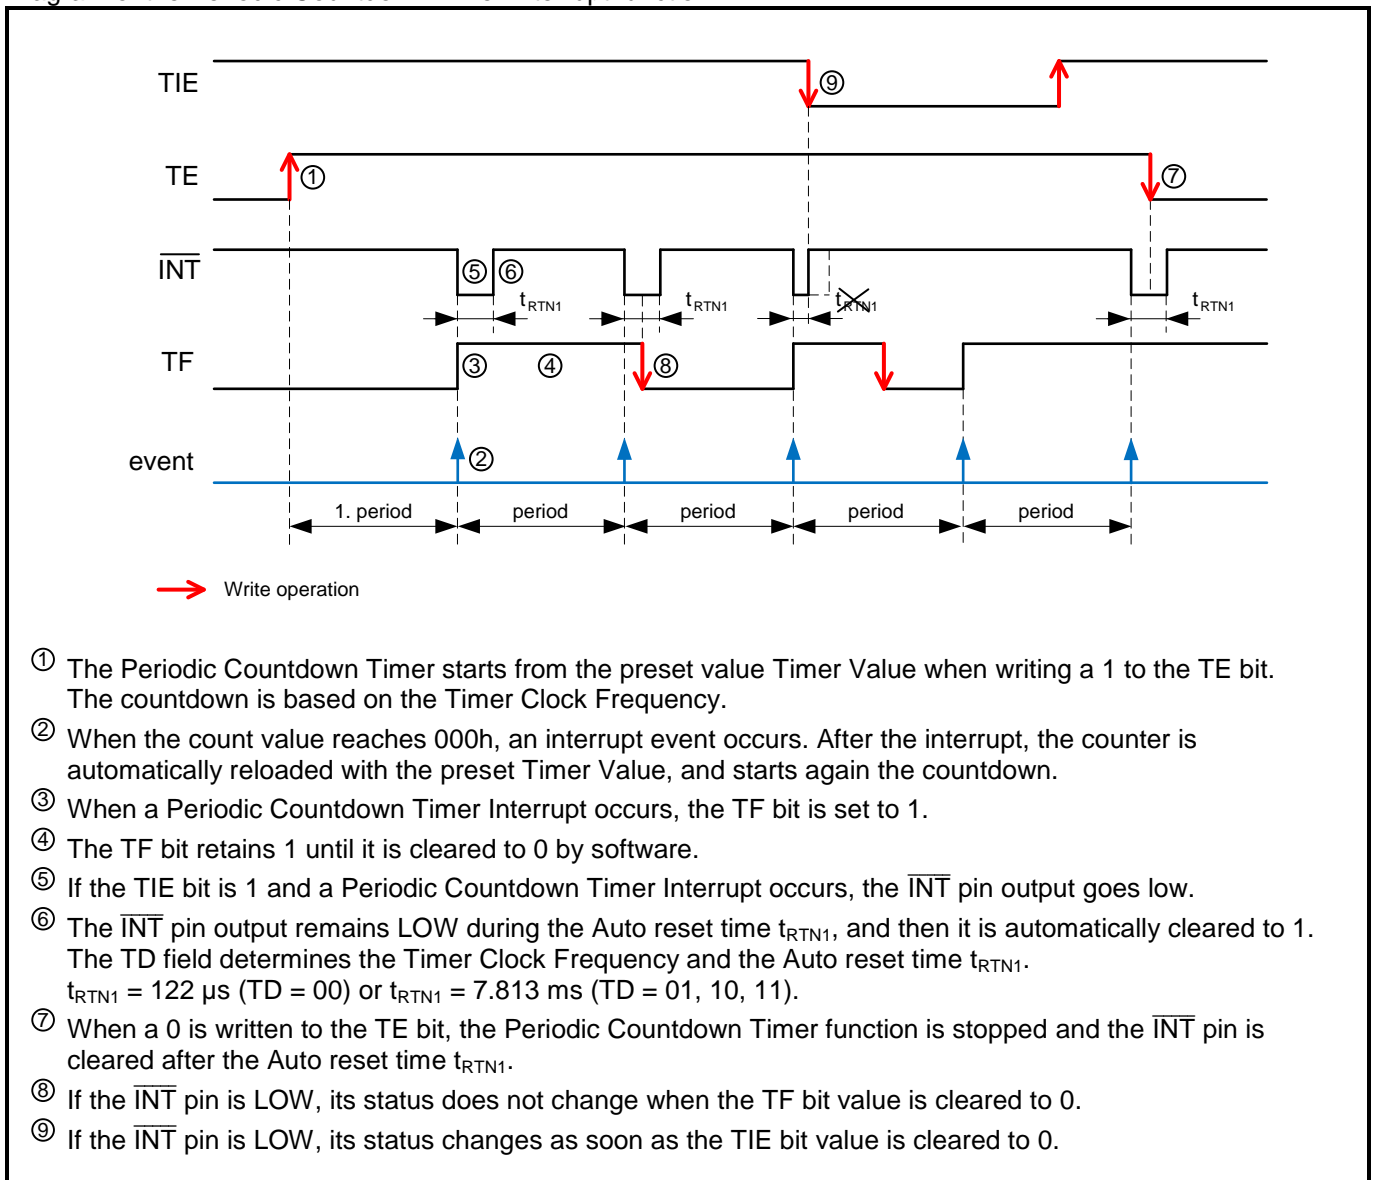 TIE
⑨
TE
①
⑦
INT
⑤ ⑥
tRTN1 tRTN1 tRTN1 tRTN1
TF
③ ④ ⑧
event
②
1. period period period period period
Write operation
① The Periodic Countdown Timer starts from the preset value Timer Value when writing a 1 to the TE bit.
The countdown is based on the Timer Clock Frequency.
② When the count value reaches 000h, an interrupt event occurs. After the interrupt, the counter is
automatically reloaded with the preset Timer Value, and starts again the countdown.
③ When a Periodic Countdown Timer Interrupt occurs, the TF bit is set to 1.
④ The TF bit retains 1 until it is cleared to 0 by software.
⑤ If the TIE bit is 1 and a Periodic Countdown Timer Interrupt occurs, the INT pin output goes low.
⑥ The INT pin output remains LOW during the Auto reset time tRTN1, and then it is automatically cleared to 1.
The TD field determines the Timer Clock Frequency and the Auto reset time tRTN1.
tRTN1 = 122 µs (TD = 00) or tRTN1 = 7.813 ms (TD = 01, 10, 11).
⑦ When a 0 is written to the TE bit, the Periodic Countdown Timer function is stopped and the INT pin is
cleared after the Auto reset time tRTN1.
⑧ If the INT pin is LOW, its status does not change when the TF bit value is cleared to 0.
⑨ If the INT pin is LOW, its status changes as soon as the TIE bit value is cleared to 0.